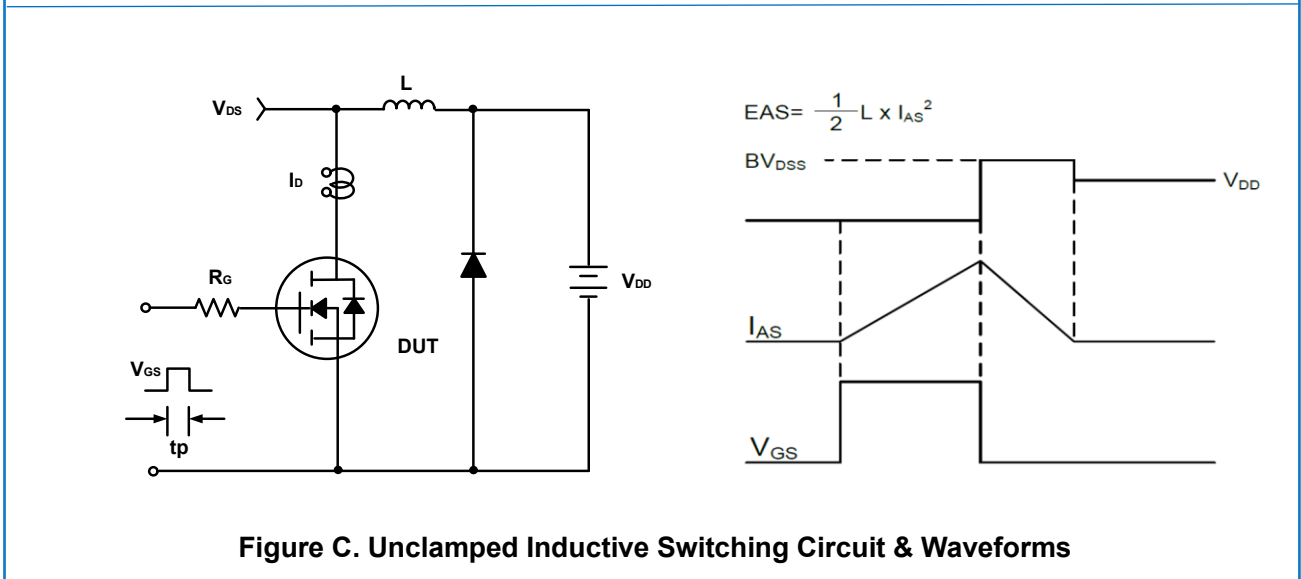 L
VDS
ID
RG
VDD
DUT
VGS
tp
EAS= 1/2 L x IAS²
BVDSS
VDD
IAS
VGS
Figure C. Unclamped Inductive Switching Circuit & Waveforms